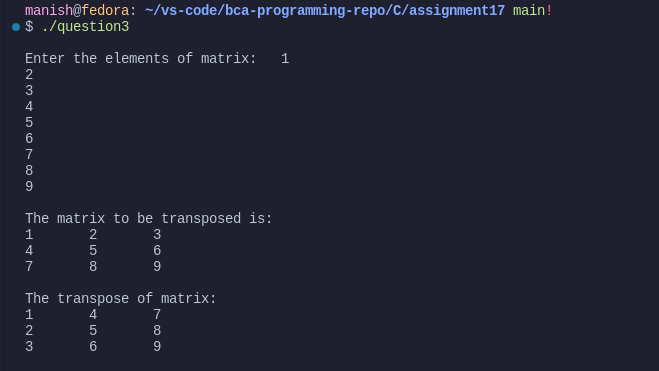 manish@fedora: ~/vs-code/bca-programming-repo/C/assignment17 main!
$ ./question3
Enter the elements of matrix:   1
2
3
4
5
6
7
8
9
The matrix to be transposed is:
1       2       3
4       5       6
7       8       9
The transpose of matrix:
1       4       7
2       5       8
3       6       9